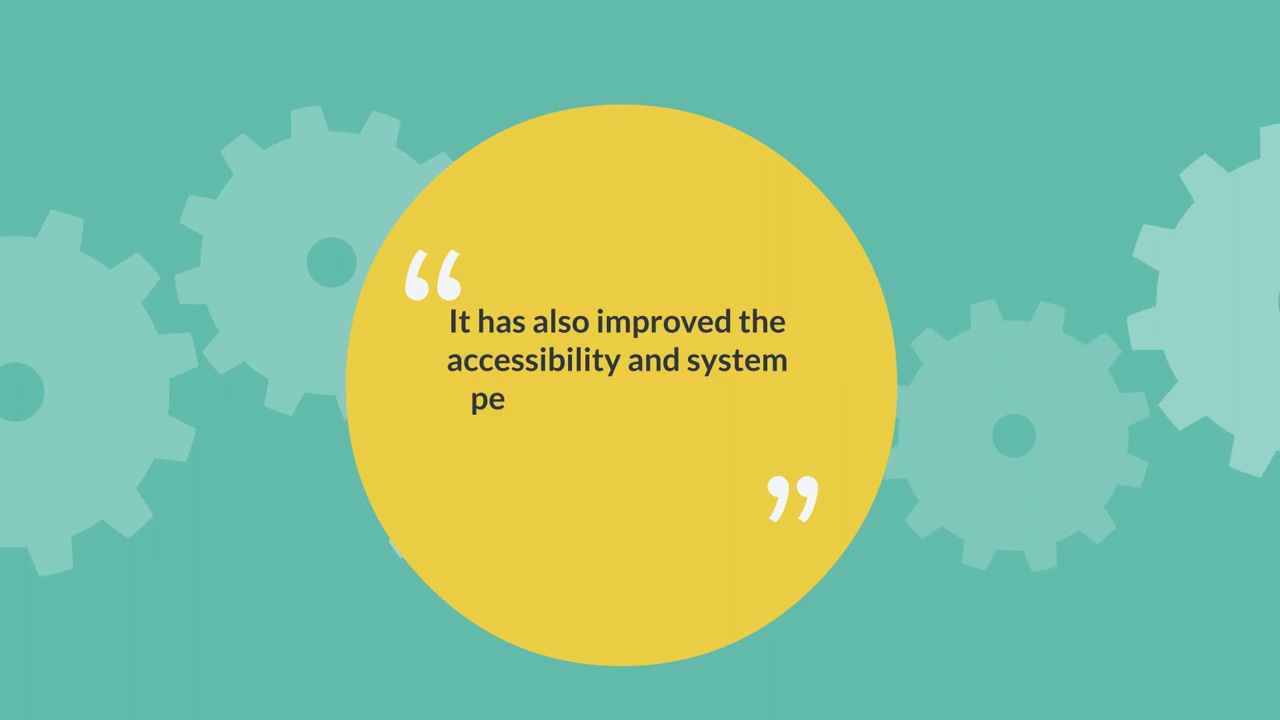 “It has also improved the
accessibility and system
pe”